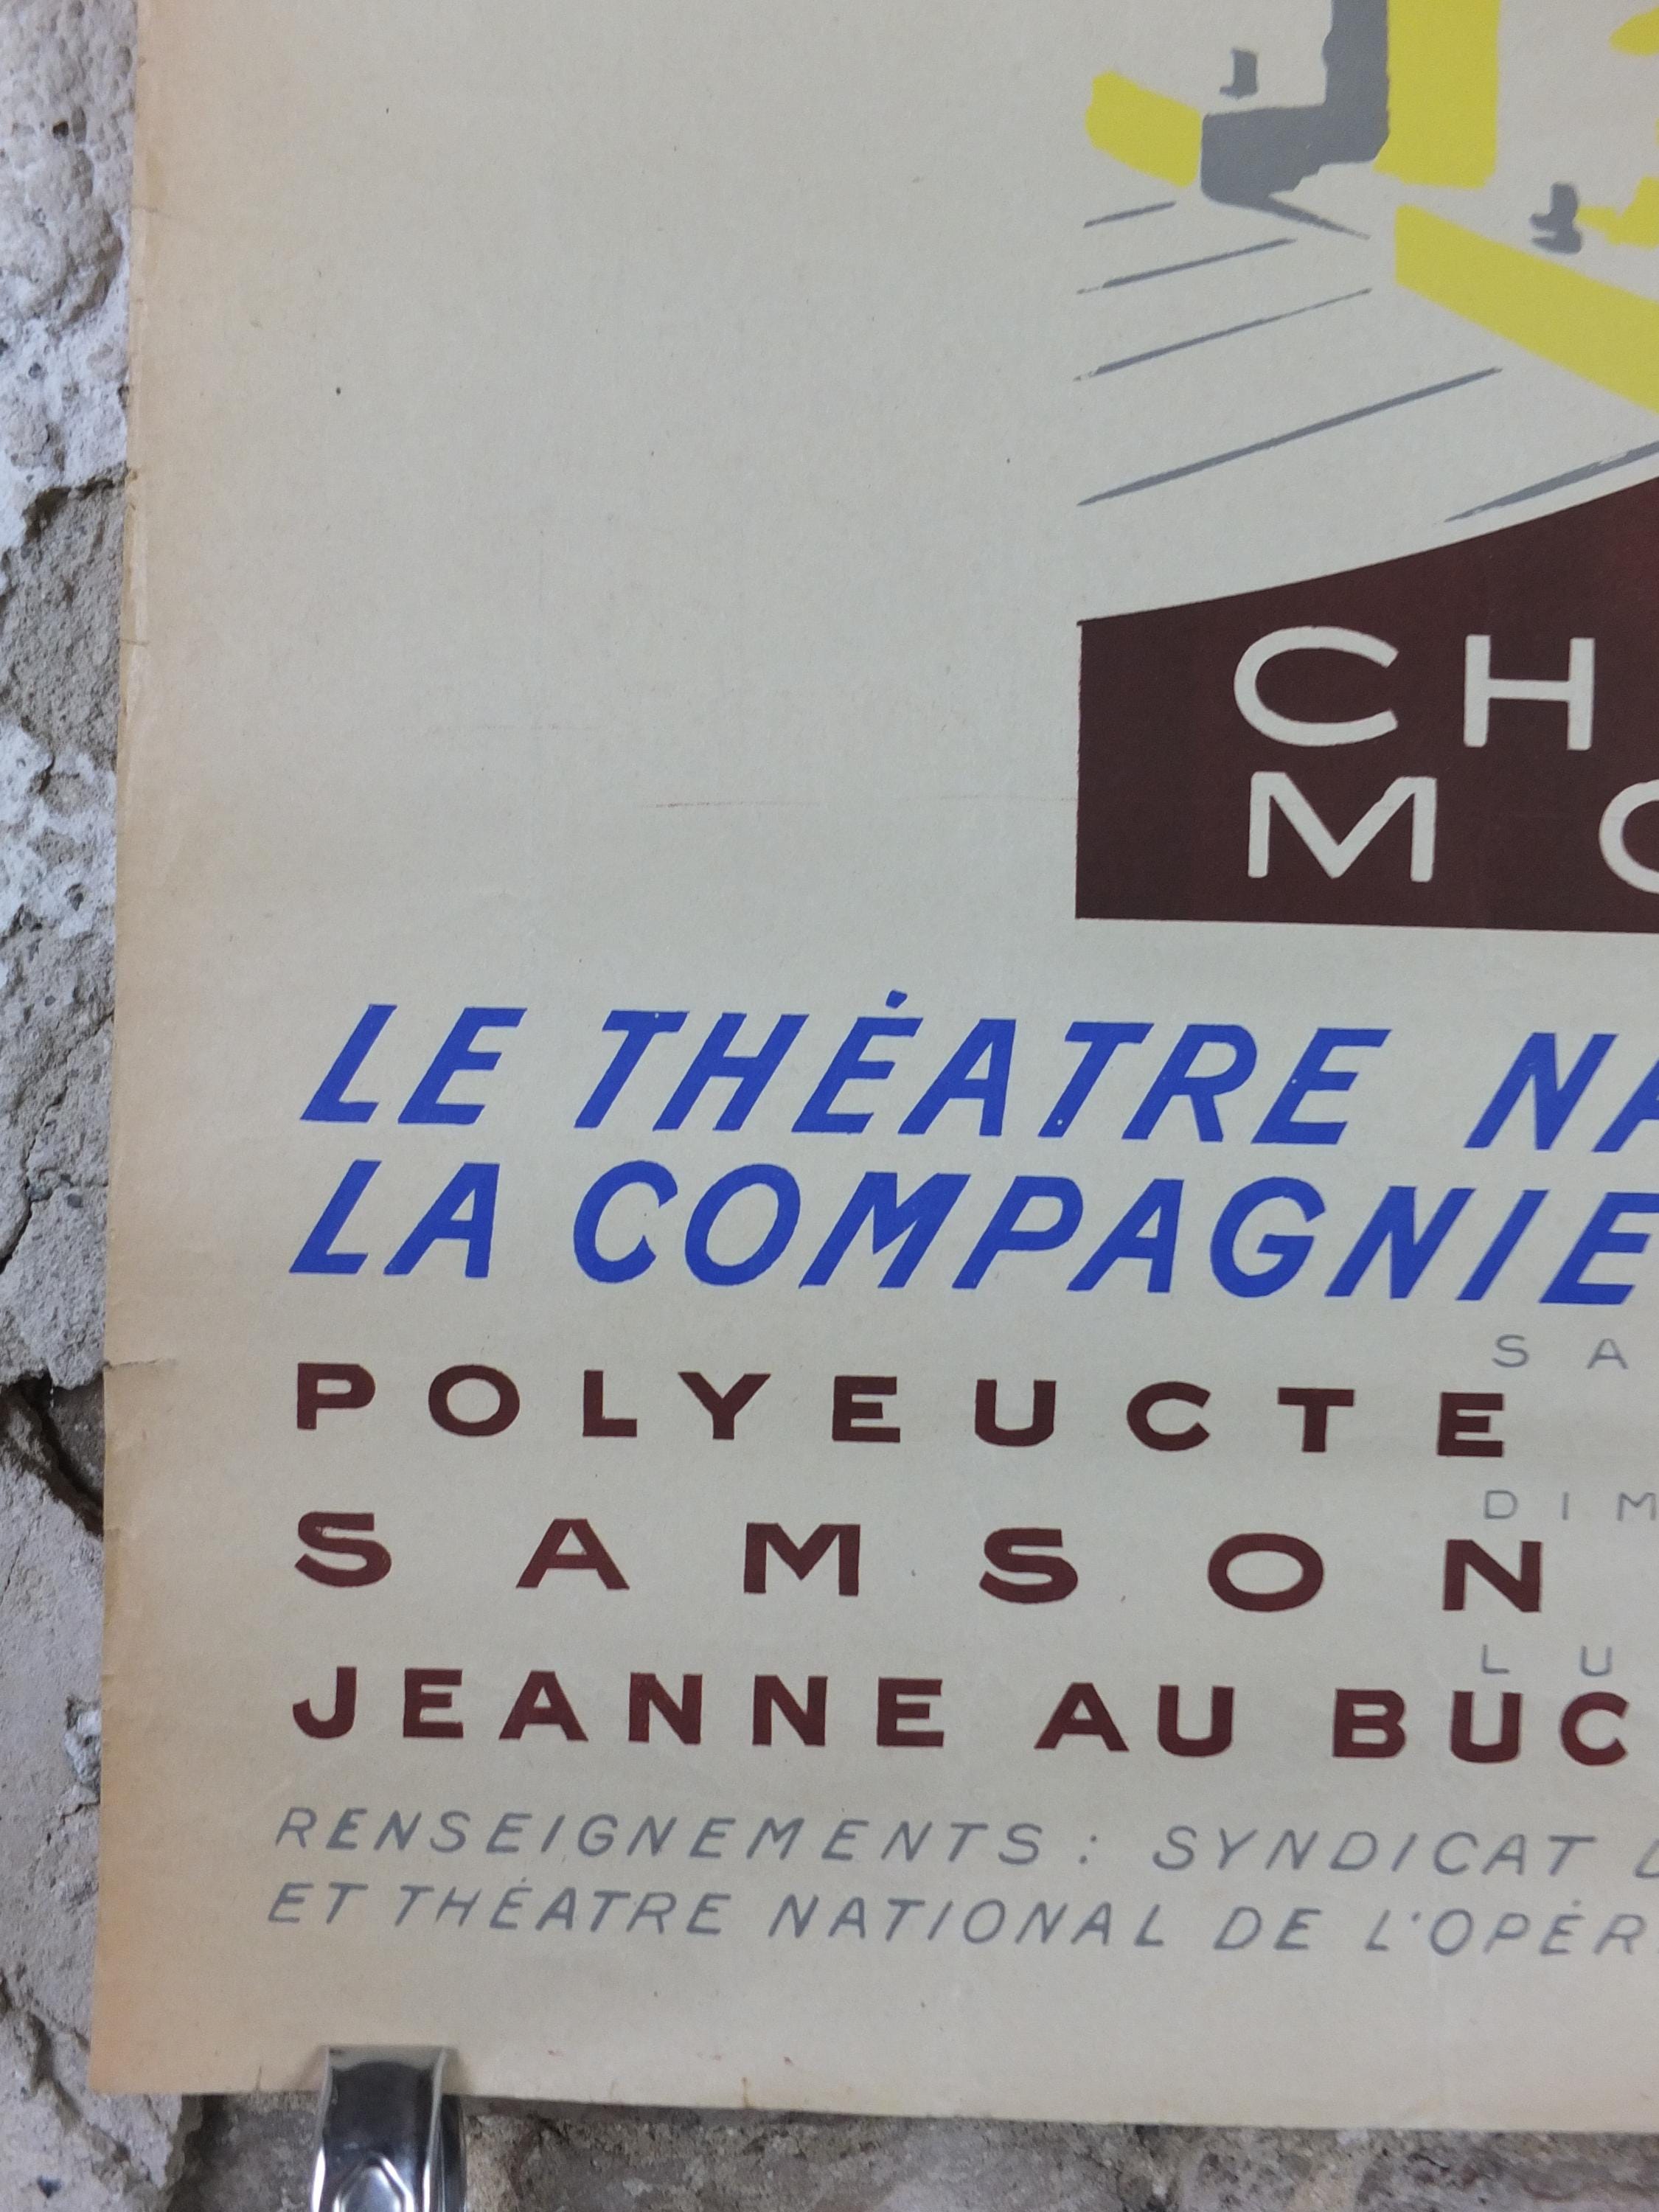 CH
MO
LE THÉATRE NA
LA COMPAGNIE
SA
POLYEUCTE
DIM
SAMSON
LU
JEANNE AU BUC
RENSEIGNEMENTS : SYNDICAT D
ET THÉATRE NATIONAL DE L'OPÉR